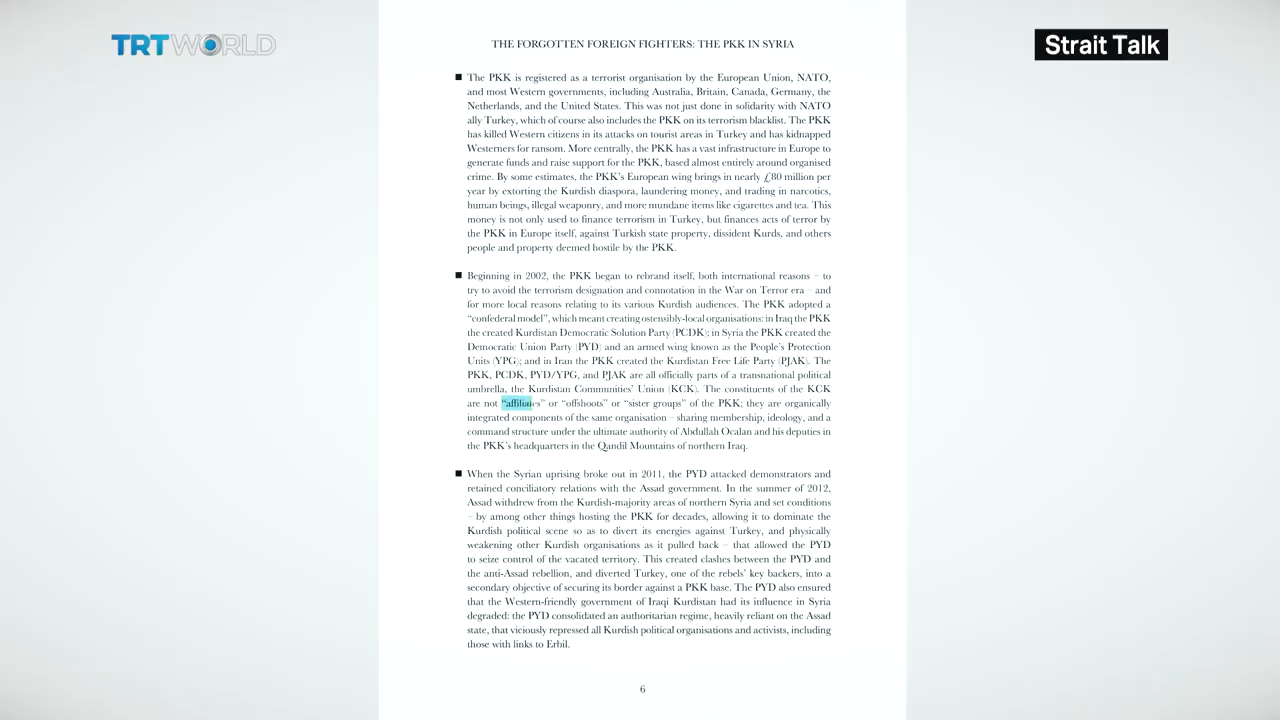 TRT WORLD
Strait Talk
THE FORGOTTEN FOREIGN FIGHTERS: THE PKK IN SYRIA
■ The PKK is registered as a terrorist organisation by the European Union, NATO,
and most Western governments, including Australia, Britain, Canada, Germany, the
Netherlands, and the United States. This was not just done in solidarity with NATO
ally Turkey, which of course also includes the PKK on its terrorism blacklist. The PKK
has killed Western citizens in its attacks on tourist areas in Turkey and has kidnapped
Westerners for ransom. More centrally, the PKK has a vast infrastructure in Europe to
generate funds and raise support for the PKK, based almost entirely around organised
crime. By some estimates, the PKK's European wing brings in nearly £80 million per
year by extorting the Kurdish diaspora, laundering money, and trading in narcotics,
human beings, illegal weaponry, and more mundane items like cigarettes and tea. This
money is not only used to finance terrorism in Turkey, but finances acts of terror by
the PKK in Europe itself, against Turkish state property, dissident Kurds, and others
people and property deemed hostile by the PKK.
■ Beginning in 2002, the PKK began to rebrand itself, both international reasons – to
try to avoid the terrorism designation and connotation in the War on Terror era – and
for more local reasons relating to its various Kurdish audiences. The PKK adopted a
“confederal model”, which meant creating ostensibly-local organisations: in Iraq the PKK
the created Kurdistan Democratic Solution Party (PCDK); in Syria the PKK created the
Democratic Union Party (PYD) and an armed wing known as the People's Protection
Units (YPG); and in Iran the PKK created the Kurdistan Free Life Party (PJAK). The
PKK, PCDK, PYD/YPG, and PJAK are all officially parts of a transnational political
umbrella, the Kurdistan Communities' Union (KCK). The constituents of the KCK
are not “affiliates” or “offshoots” or “sister groups” of the PKK; they are organically
integrated components of the same organisation – sharing membership, ideology, and a
command structure under the ultimate authority of Abdullah Ocalan and his deputies in
the PKK's headquarters in the Qandil Mountains of northern Iraq.
■ When the Syrian uprising broke out in 2011, the PYD attacked demonstrators and
retained conciliatory relations with the Assad government. In the summer of 2012,
Assad withdrew from the Kurdish-majority areas of northern Syria and set conditions
– by among other things hosting the PKK for decades, allowing it to dominate the
Kurdish political scene so as to divert its energies against Turkey, and physically
weakening other Kurdish organisations as it pulled back – that allowed the PYD
to seize control of the vacated territory. This created clashes between the PYD and
the anti-Assad rebellion, and diverted Turkey, one of the rebels' key backers, into a
secondary objective of securing its border against a PKK base. The PYD also ensured
that the Western-friendly government of Iraqi Kurdistan had its influence in Syria
degraded: the PYD consolidated an authoritarian regime, heavily reliant on the Assad
state, that viciously repressed all Kurdish political organisations and activists, including
those with links to Erbil.
6